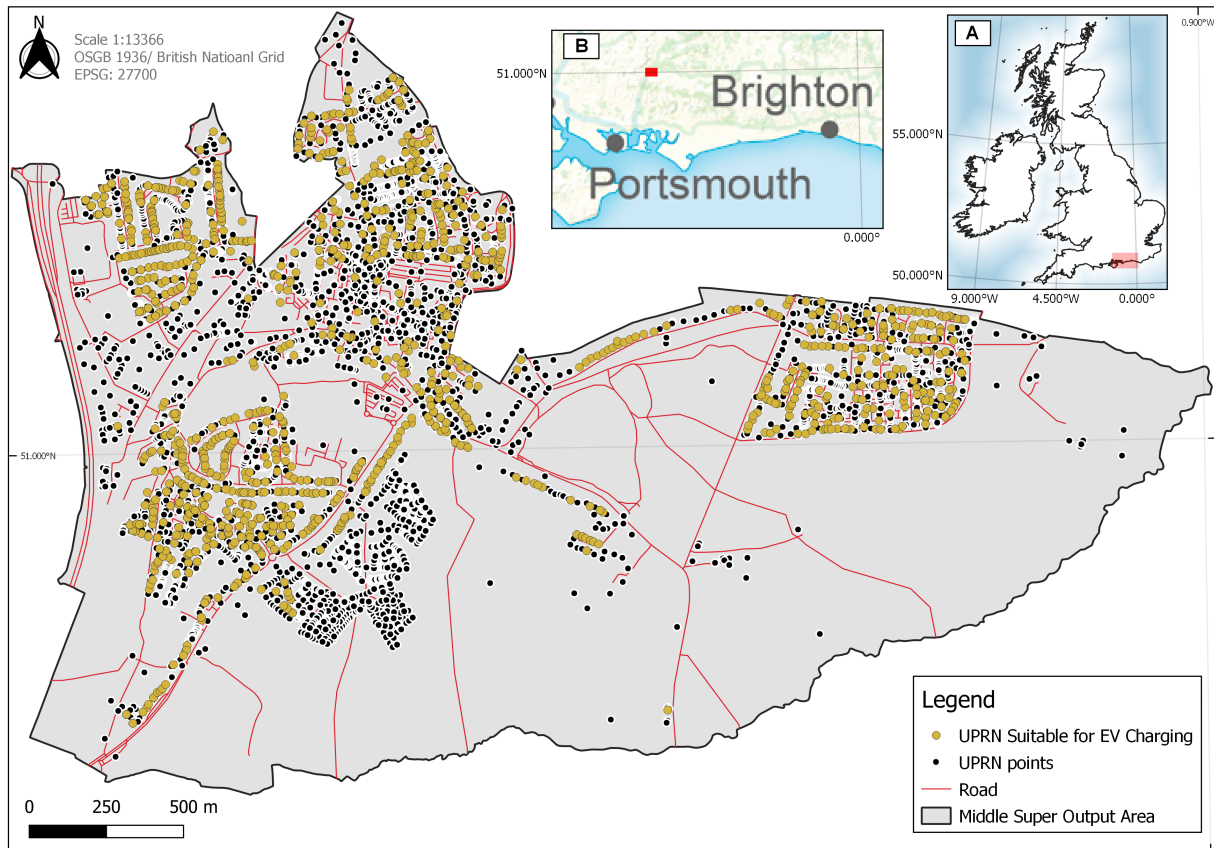 N
Scale 1:13366
OSGB 1936/ British Natioanl Grid
EPSG: 27700
B
51.000°N
Brighton
Portsmouth
0.000°
A
0.900°W
55.000°N
50.000°N
9.000°W
4.500°W
0.000°
51.000°N
Legend
UPRN Suitable for EV Charging
UPRN points
Road
Middle Super Output Area
0 250 500 m